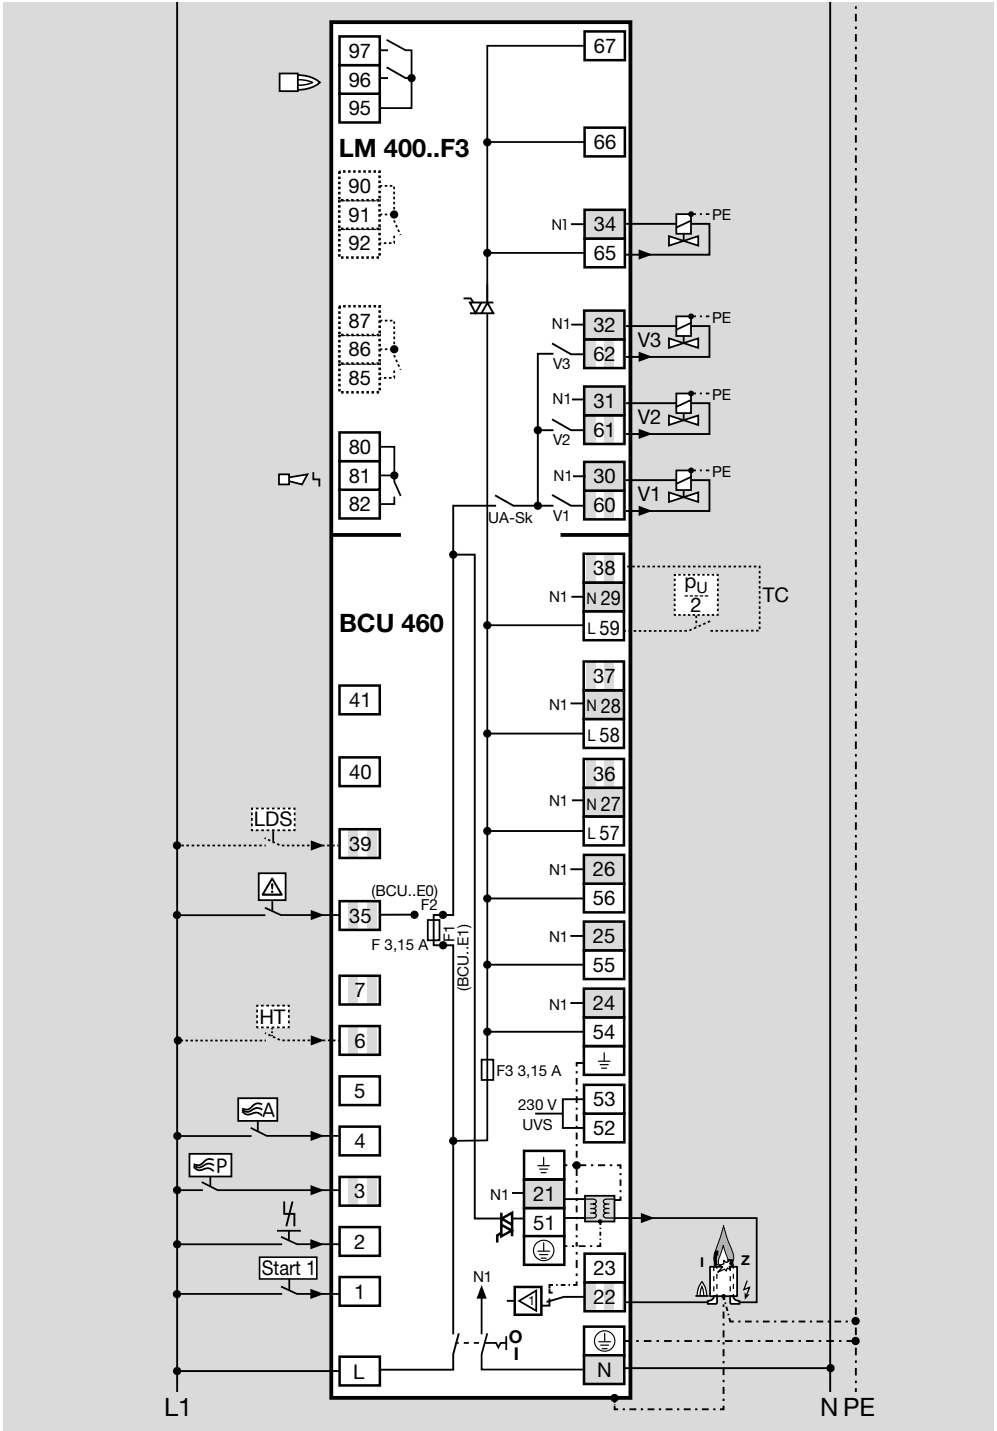 97
67
96
95
LM 400..F3
66
90
91
92
N1
34
PE
65
87
86
85
N1
32
PE
V3
62
V3
N1
31
PE
V2
61
V2
80
81
82
N1
30
PE
V1
60
UA-Sk
V1
38
N1
N 29
pU
2
TC
L 59
BCU 460
37
41
N1
N 28
L 58
40
36
N1
N 27
L 57
LDS
39
N1
26
56
(BCU..E0)
35
F2
F 3,15 A
F1
(BCU..E1)
N1
25
55
7
N1
24
54
HT
6
F3 3,15 A
5
230 V
UVS
53
52
A
4
P
3
N1
21
51
2
Start 1
1
N1
23
22
1
I
Z
O
I
L
N
L1
N
PE